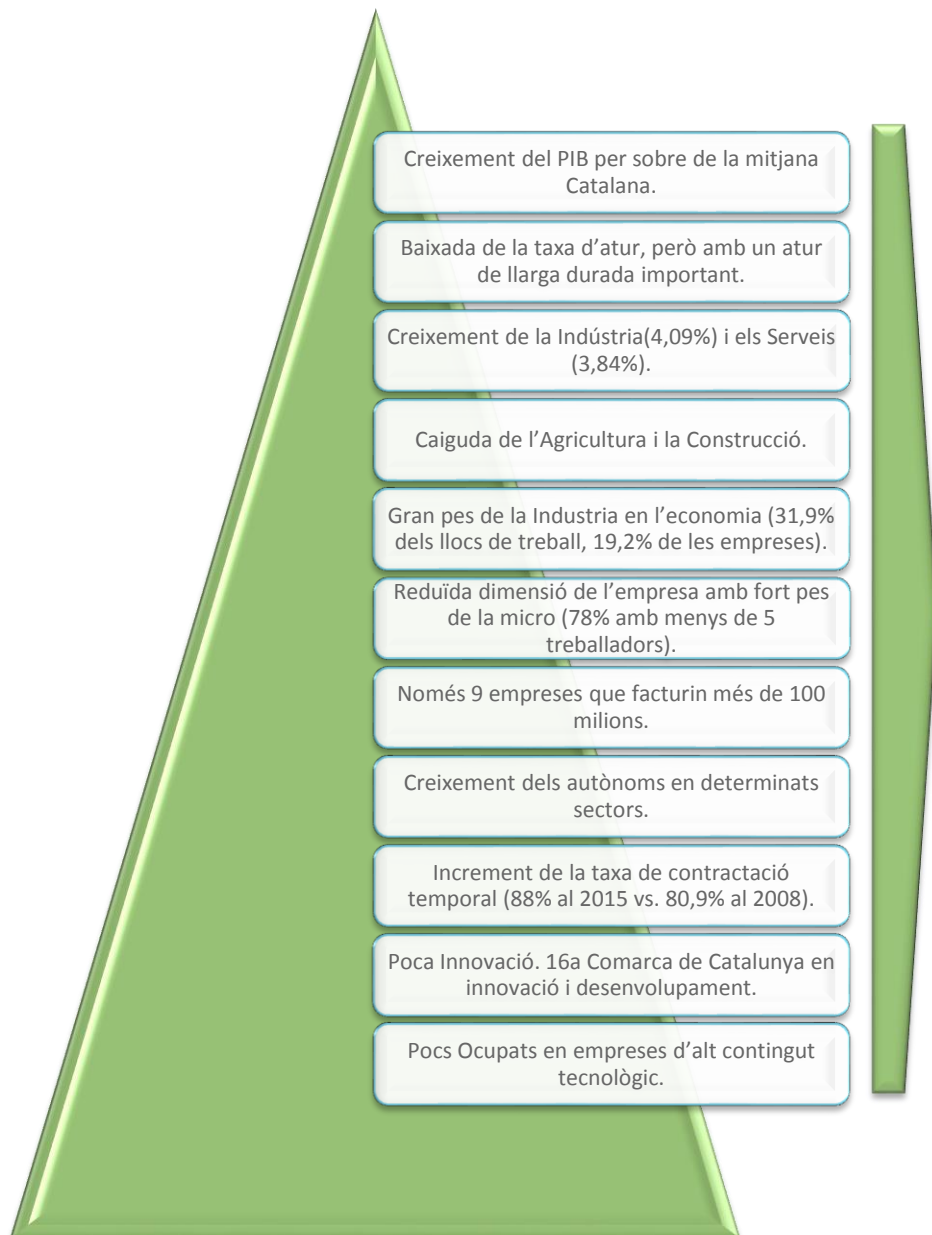 Creixement del PIB per sobre de la mitjana
Catalana.
Baixada de la taxa d’atur, però amb un atur
de llarga durada important.
Creixement de la Indústria(4,09%) i els Serveis
(3,84%).
Caiguda de l’Agricultura i la Construcció.
Gran pes de la Industria en l’economia (31,9%
dels llocs de treball, 19,2% de les empreses).
Reduïda dimensió de l’empresa amb fort pes
de la micro (78% amb menys de 5
treballadors).
Només 9 empreses que facturin més de 100
milions.
Creixement dels autònoms en determinats
sectors.
Increment de la taxa de contractació
temporal (88% al 2015 vs. 80,9% al 2008).
Poca Innovació. 16a Comarca de Catalunya en
innovació i desenvolupament.
Pocs Ocupats en empreses d’alt contingut
tecnològic.